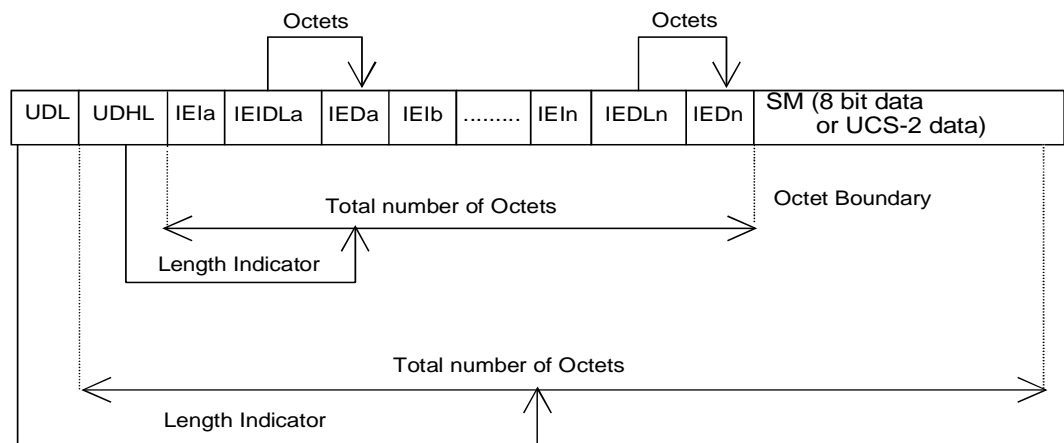 Octets Octets
UDL UDHL IEIa IEIDLa IEDa IEIb ......... IEIn IEDLn IEDn SM (8 bit data
or UCS-2 data)
Total number of Octets Octet Boundary
Length Indicator
Total number of Octets
Length Indicator